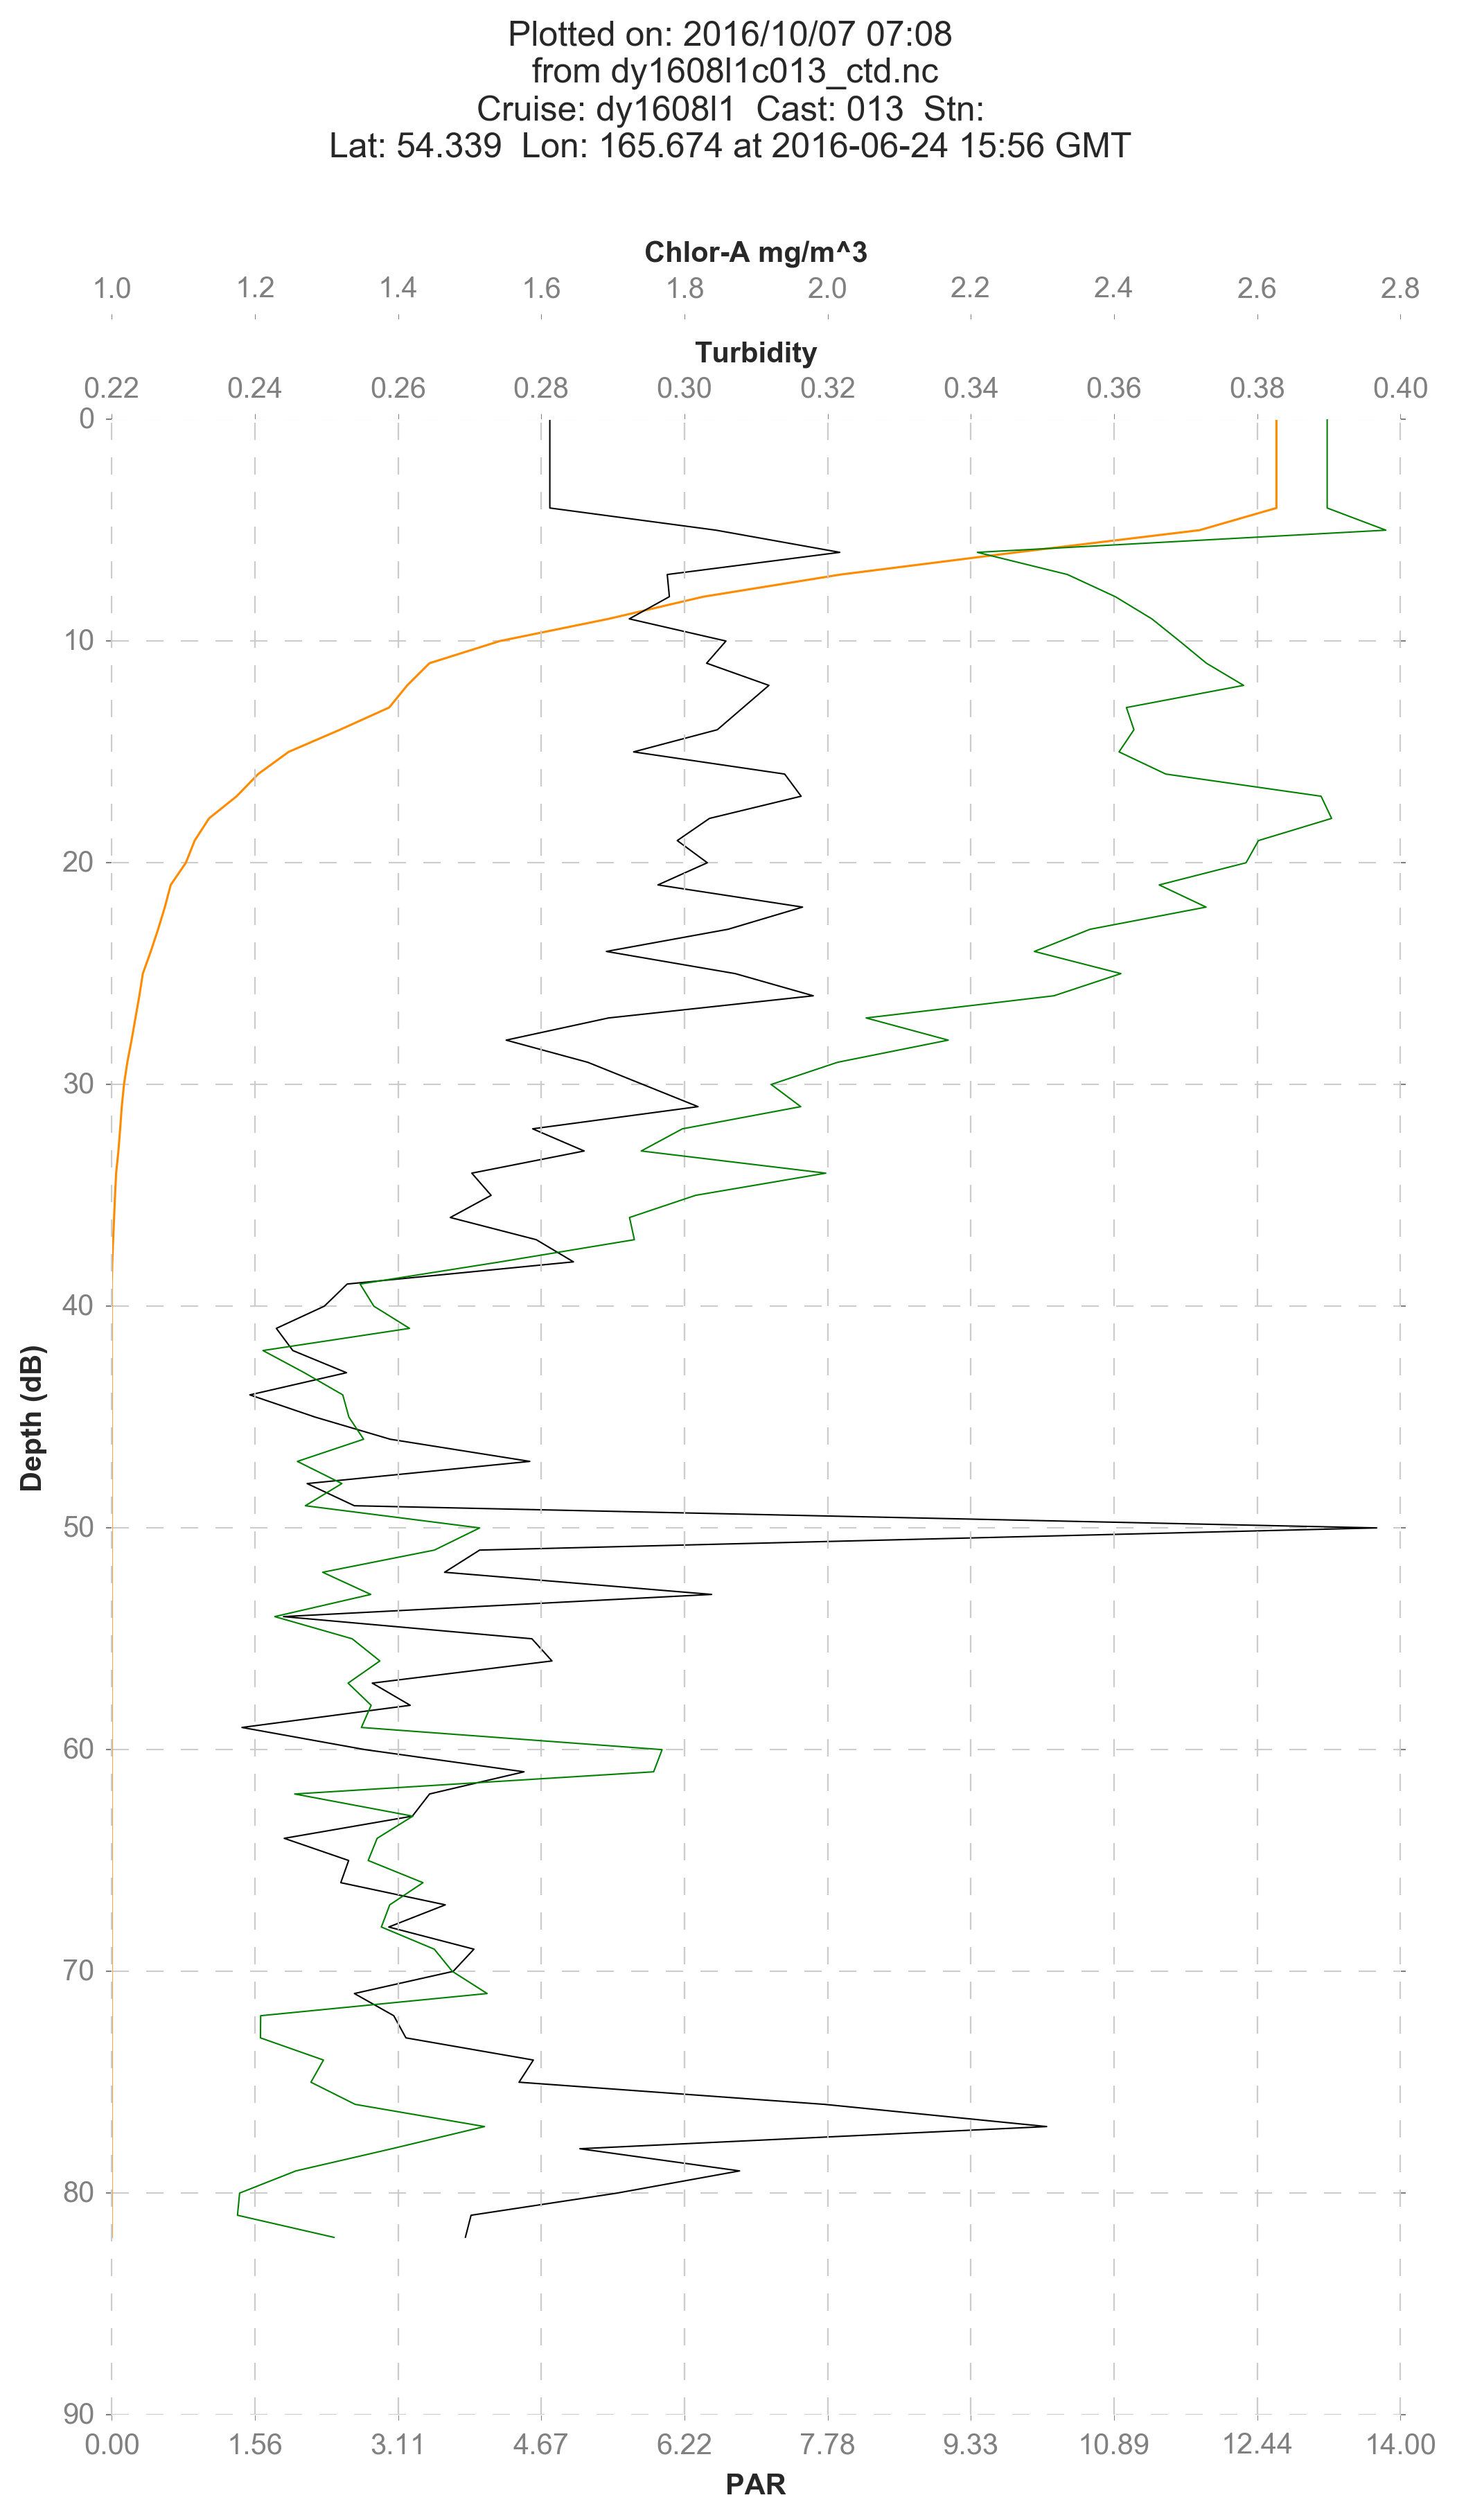 Plotted on: 2016/10/07 07:08
from dy1608l1c013_ctd.nc
Cruise: dy1608l1  Cast: 013  Stn:
Lat: 54.339  Lon: 165.674 at 2016-06-24 15:56 GMT
Chlor-A mg/m^3
1.0 1.2 1.4 1.6 1.8 2.0 2.2 2.4 2.6 2.8
Turbidity
0.22 0.24 0.26 0.28 0.30 0.32 0.34 0.36 0.38 0.40
0
10
20
30
40
50
60
70
80
90
Depth (dB)
0.00 1.56 3.11 4.67 6.22 7.78 9.33 10.89 12.44 14.00
PAR